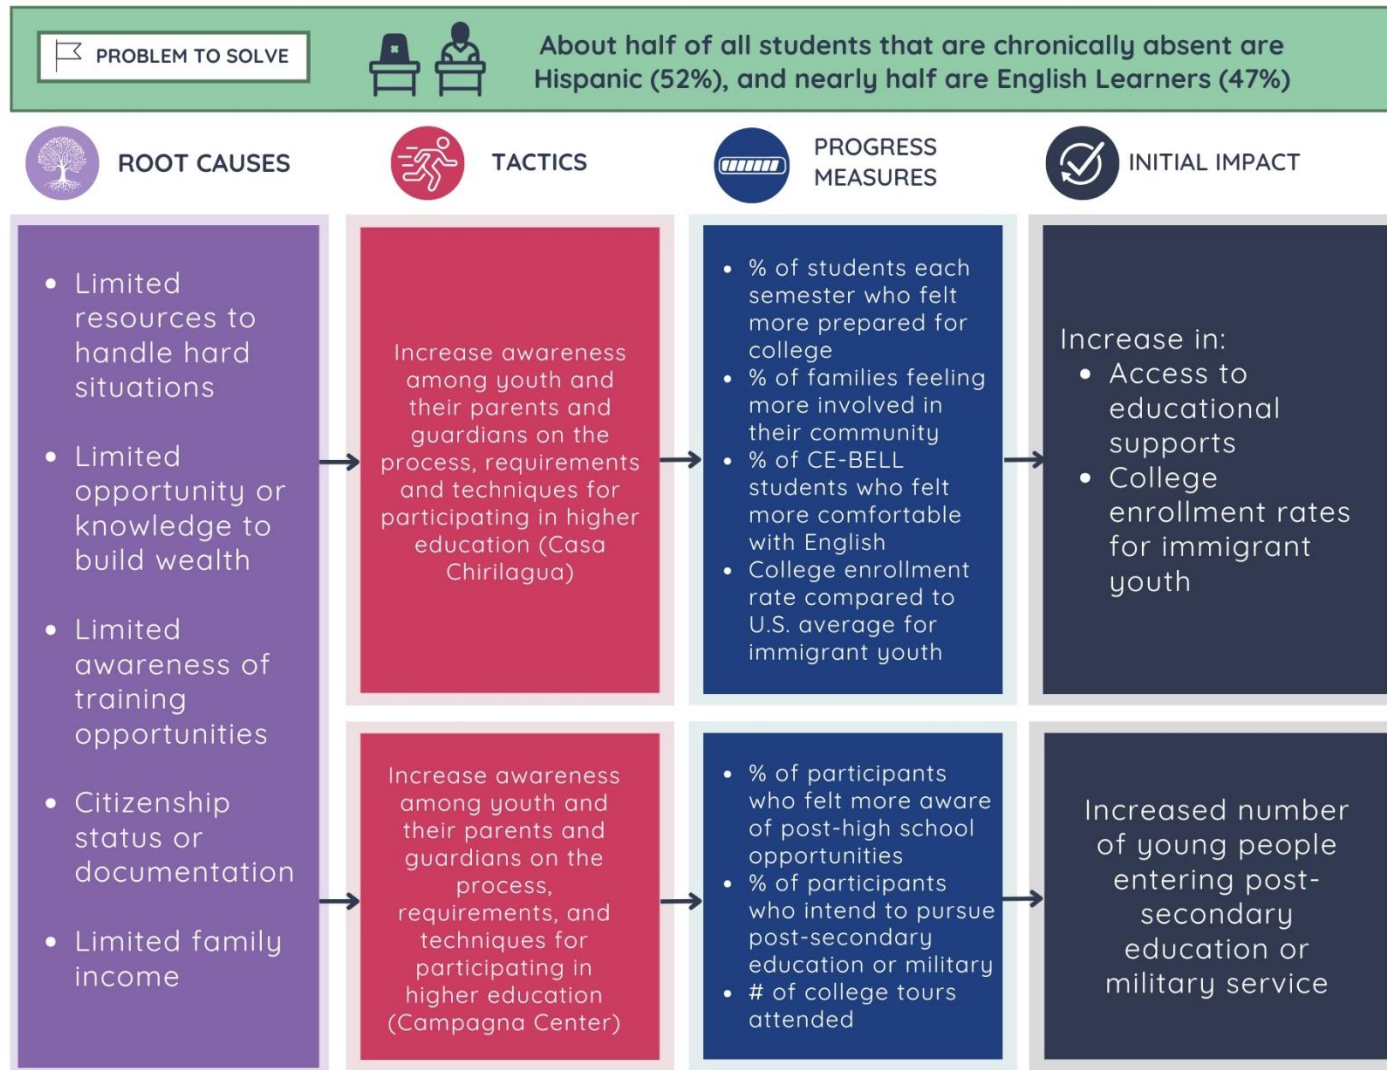 PROBLEM TO SOLVE
About half of all students that are chronically absent are
Hispanic (52%), and nearly half are English Learners (47%)
ROOT CAUSES
TACTICS
PROGRESS
MEASURES
INITIAL IMPACT
• Limited
resources to
handle hard
situations
• Limited
opportunity or
knowledge to
build wealth
• Limited
awareness of
training
opportunities
• Citizenship
status or
documentation
• Limited family
income
Increase awareness
among youth and
their parents and
guardians on the
process, requirements
and techniques for
participating in higher
education (Casa
Chirilagua)
• % of students each
semester who felt
more prepared for
college
• % of families feeling
more involved in
their community
• % of CE-BELL
students who felt
more comfortable
with English
• College enrollment
rate compared to
U.S. average for
immigrant youth
Increase in:
• Access to
educational
supports
• College
enrollment rates
for immigrant
youth
Increase awareness
among youth and
their parents and
guardians on the
process,
requirements, and
techniques for
participating in
higher education
(Campagna Center)
• % of participants
who felt more aware
of post-high school
opportunities
• % of participants
who intend to pursue
post-secondary
education or military
• # of college tours
attended
Increased number
of young people
entering post-
secondary
education or
military service